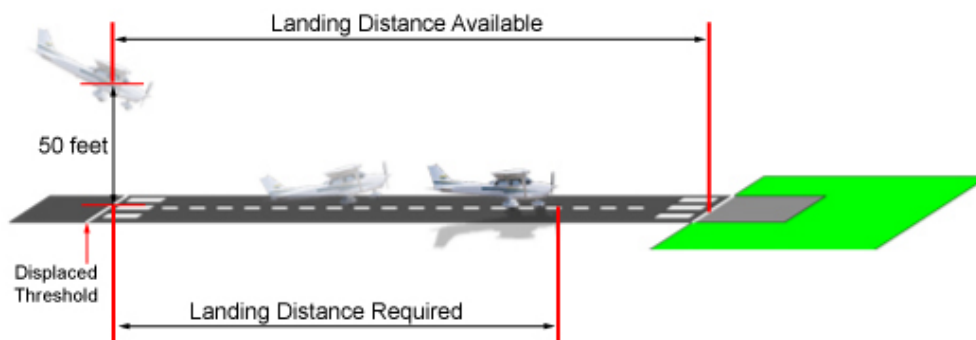 Landing Distance Available
50 feet
Displaced
Threshold
Landing Distance Required